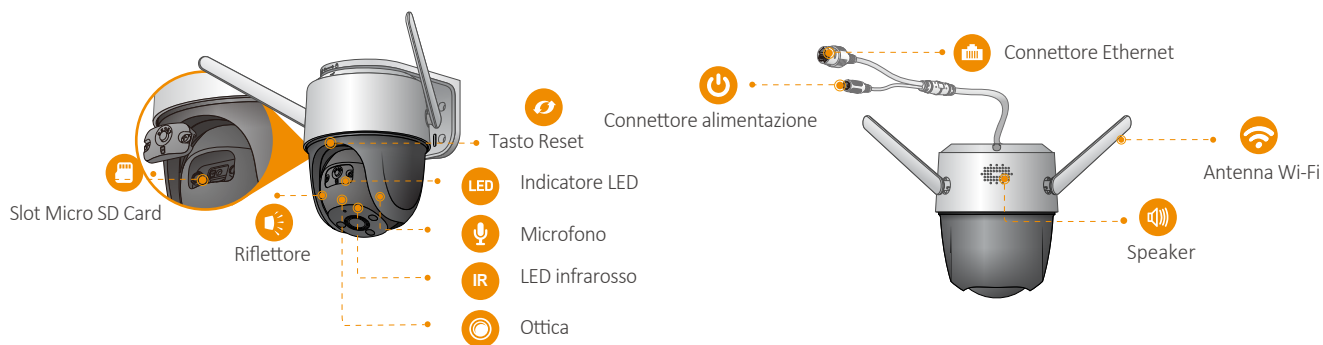 Slot Micro SD Card
Riflettore
Tasto Reset
LED
Indicatore LED
Microfono
IR
LED infrarosso
Ottica
Connettore Ethernet
Connettore alimentazione
Antenna Wi-Fi
Speaker